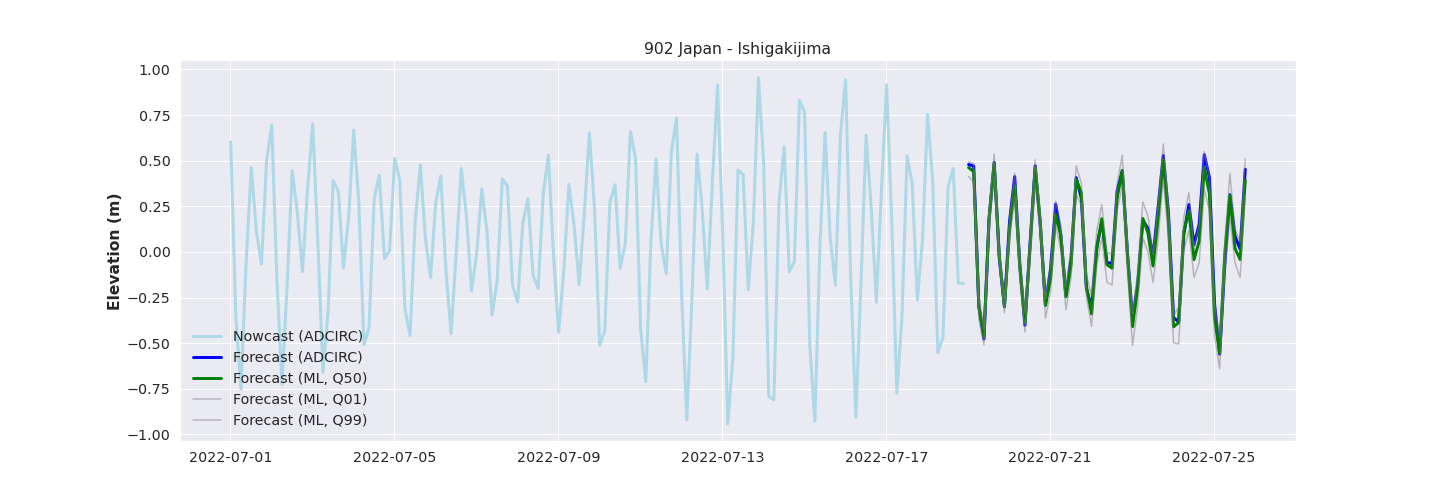 902 Japan - Ishigakijima
Elevation (m)
1.00
0.75
0.50
0.25
0.00
−0.25
−0.50
−0.75
−1.00
Nowcast (ADCIRC)
Forecast (ADCIRC)
Forecast (ML, Q50)
Forecast (ML, Q01)
Forecast (ML, Q99)
2022-07-01 2022-07-05 2022-07-09 2022-07-13 2022-07-17 2022-07-21 2022-07-25